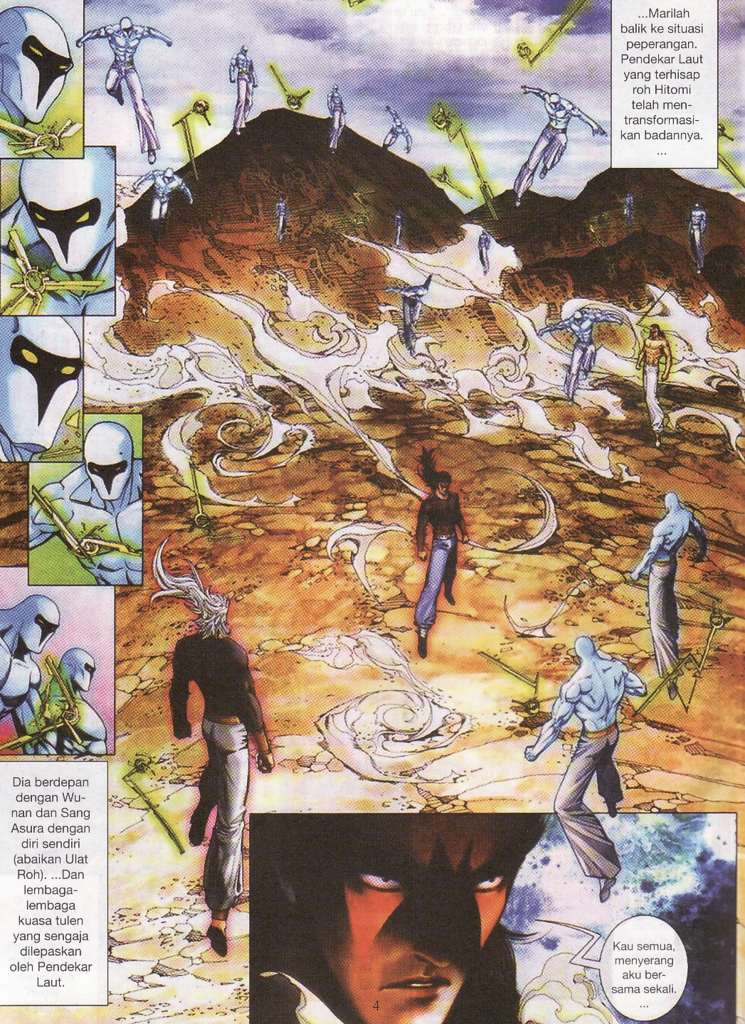 ...Marilah
balik ke situasi
peperangan.
Pendekar Laut
yang terhisap
roh Hitomi
telah men-
transformasi-
kan badannya.
...
Dia berdepan
dengan Wu-
nan dan Sang
Asura dengan
diri sendiri
(abaikan Ulat
Roh). ...Dan
lembaga-
lembaga
kuasa tulen
yang sengaja
dilepaskan
oleh Pendekar
Laut.
Kau semua,
menyerang
aku ber-
sama sekali.
...
4